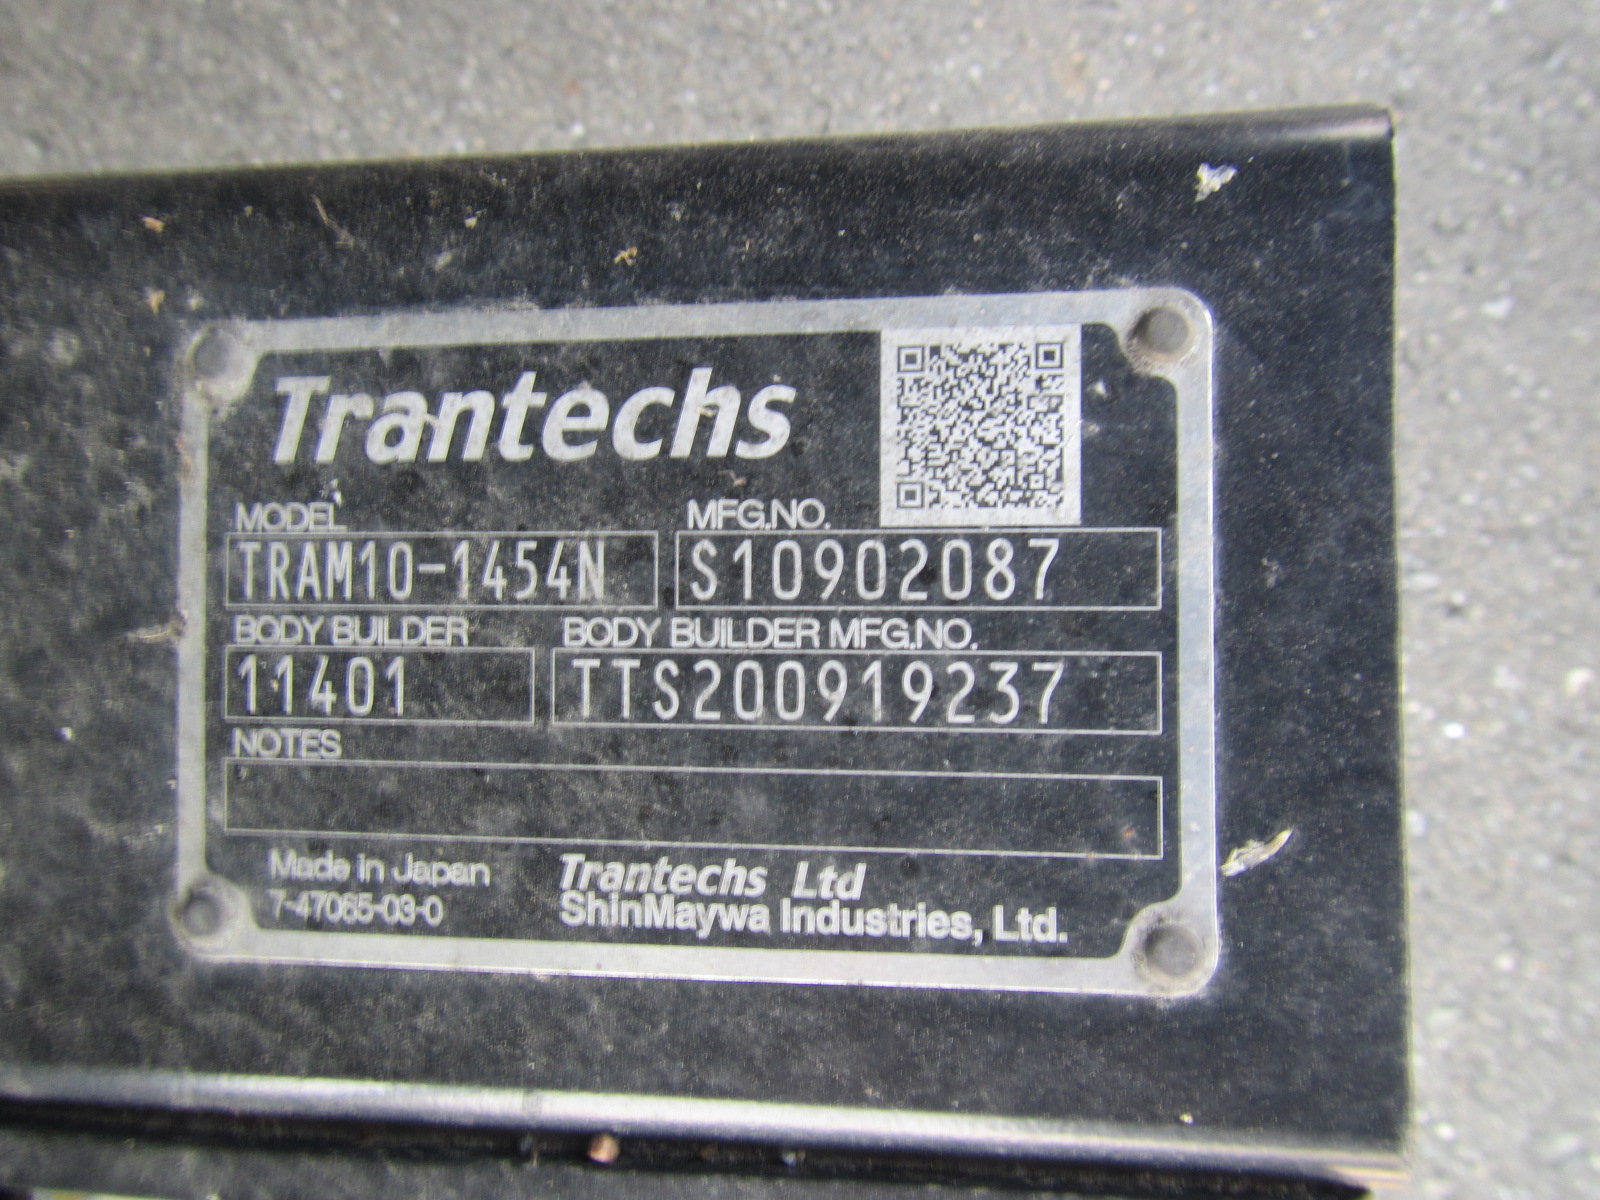 Trantechs
MODEL MFG.NO.
TRAM10-1454N S10902087
BODY BUILDER BODY BUILDER MFG.NO.
11401 TTS200919237
NOTES
Made in Japan Trantechs Ltd
7-47065-03-0 ShinMaywa Industries, Ltd.